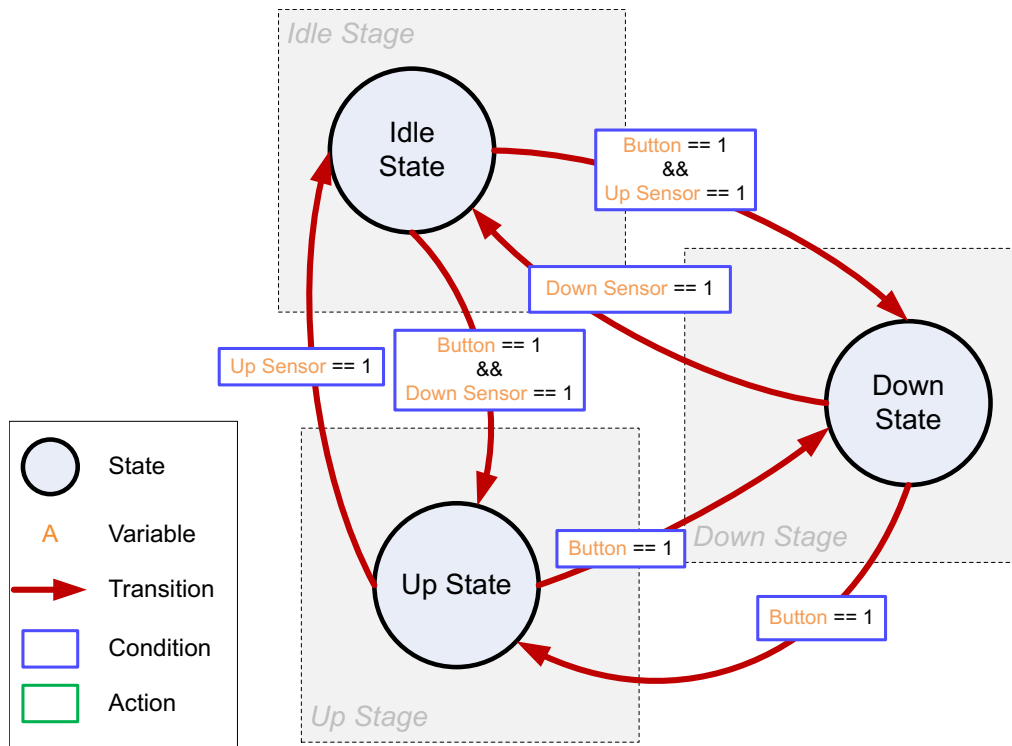 Idle Stage
Idle
State
Button == 1
&&
Up Sensor == 1
Down Sensor == 1
Up Sensor == 1
Button == 1
&&
Down Sensor == 1
Down
State
Down Stage
Button == 1
Up State
Button == 1
Up Stage
State
A Variable
Transition
Condition
Action